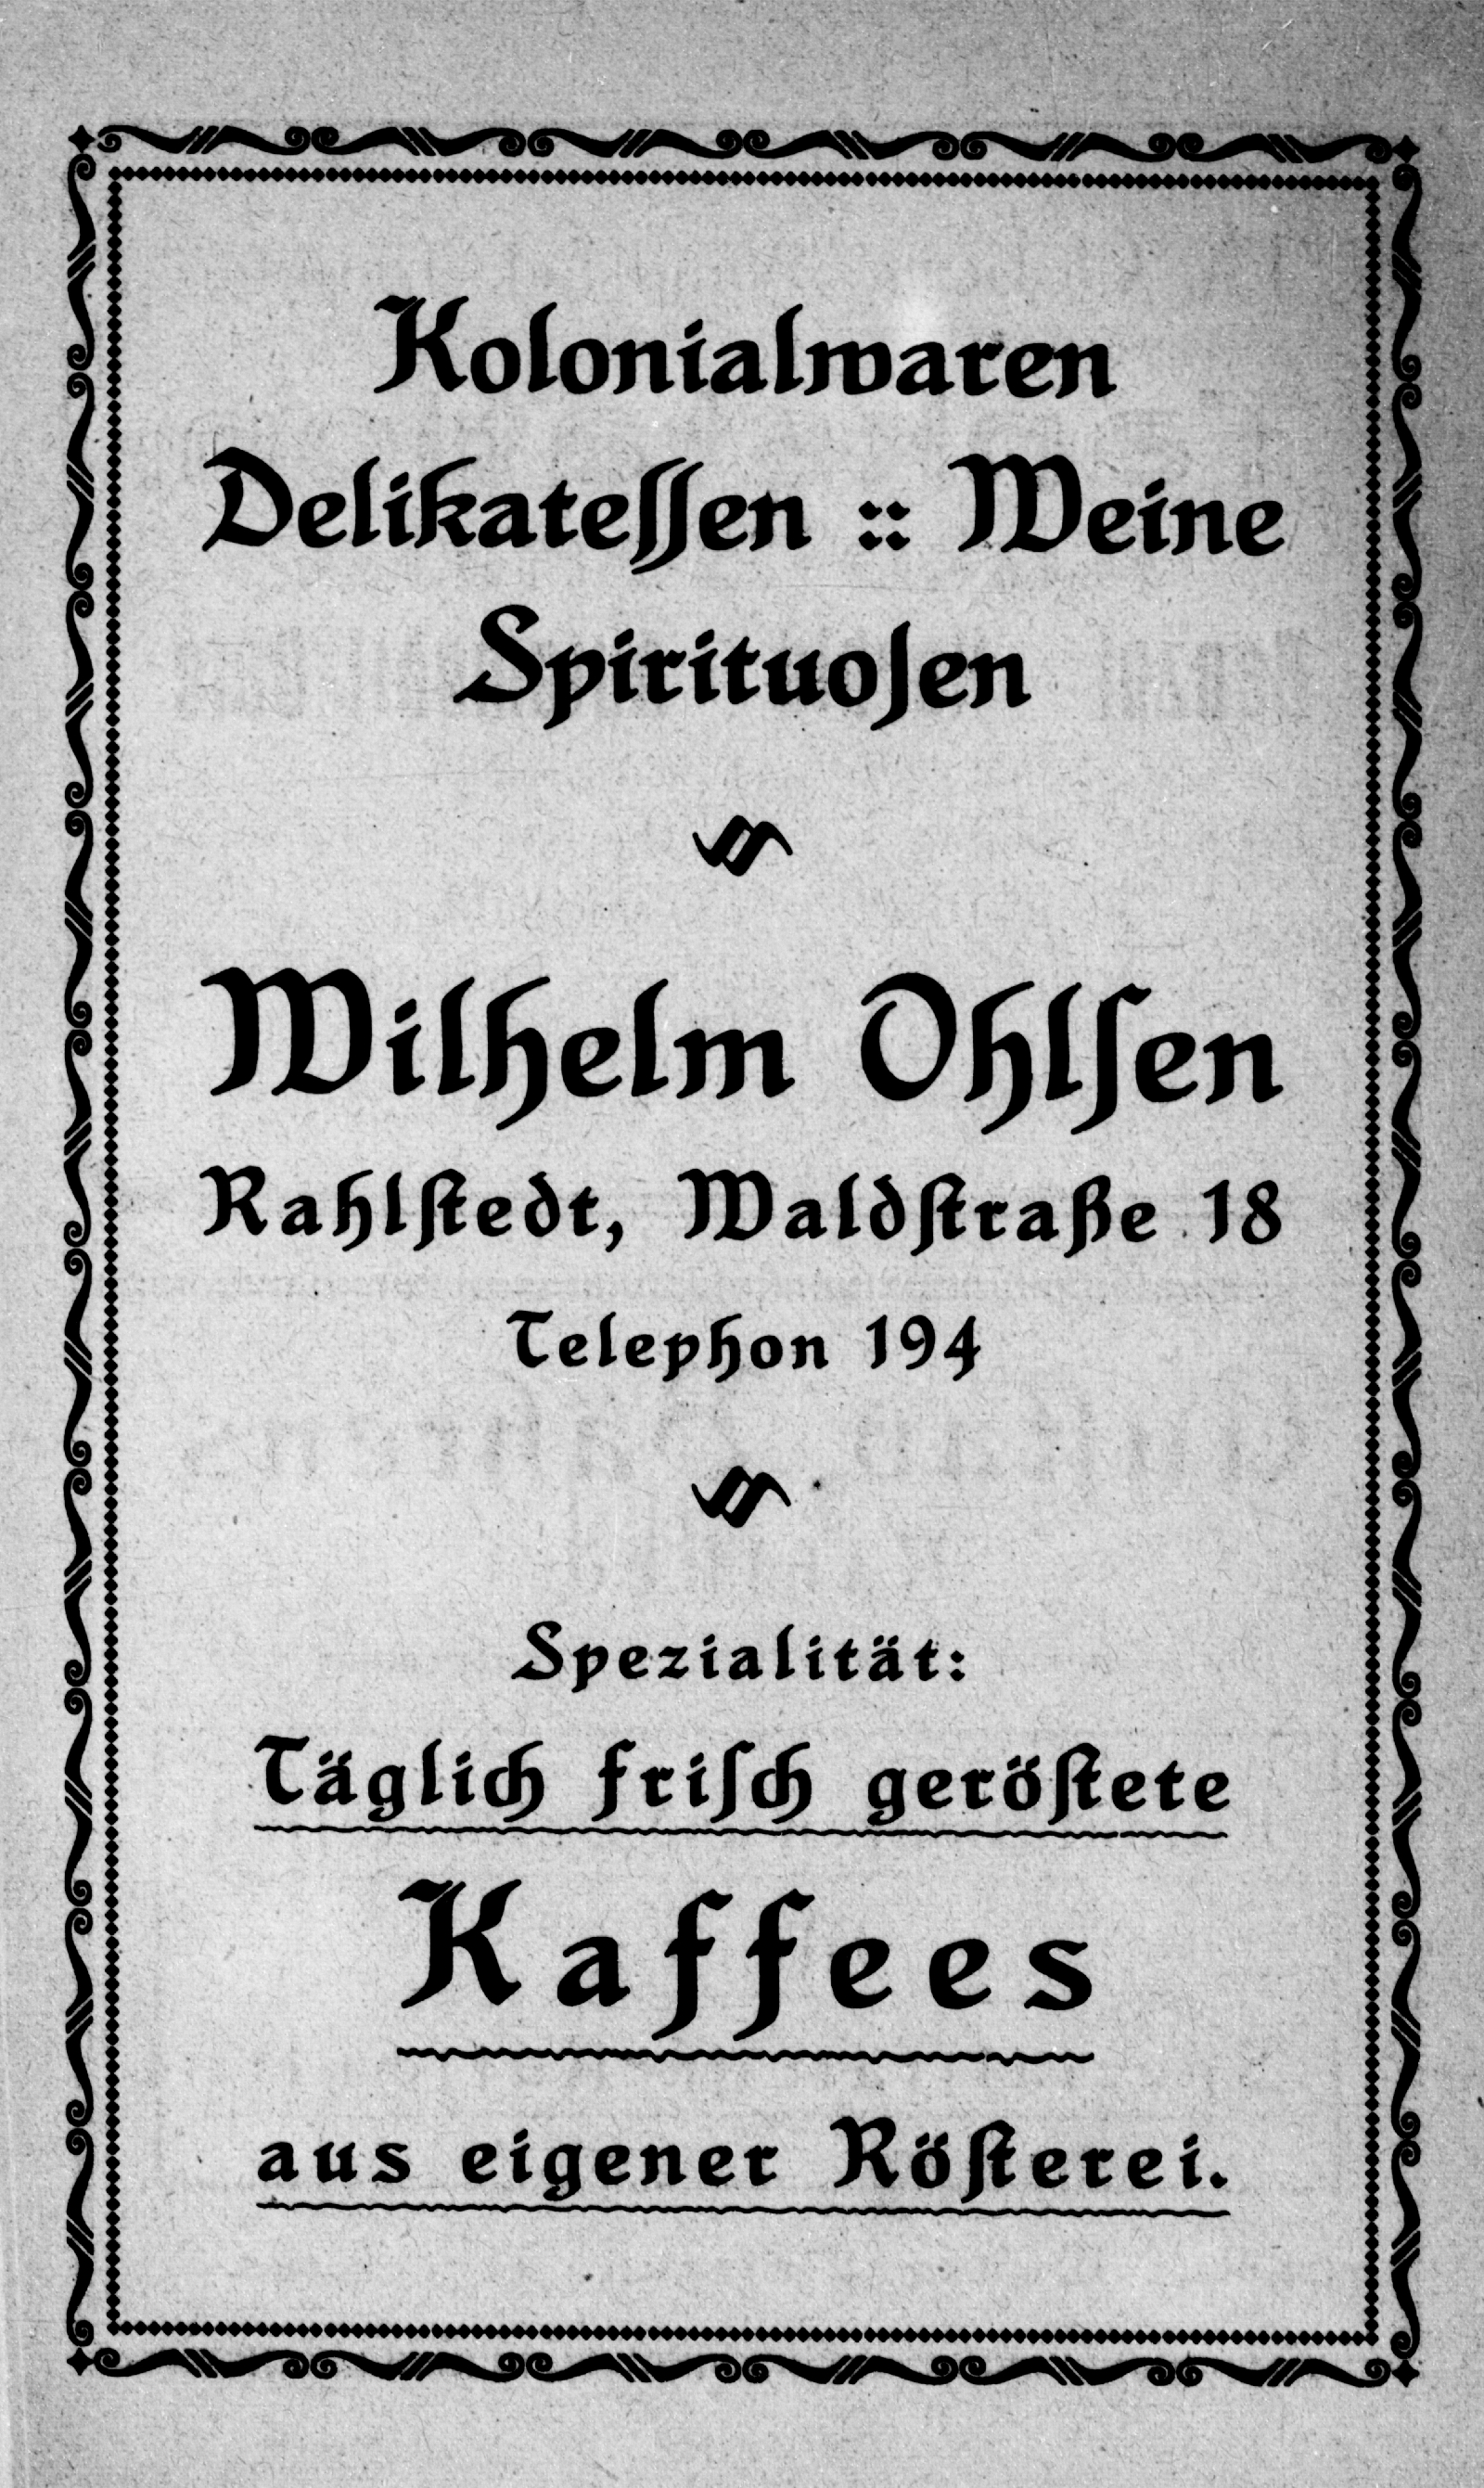 Kolonialwaren
Delikateſſen :: Weine
Spirituoſen
Wilhelm Ohlſen
Rahlſtedt, Waldſtraße 18
Telephon 194
Spezialität:
Täglich friſch geröſtete
Kaffees
aus eigener Röſterei.